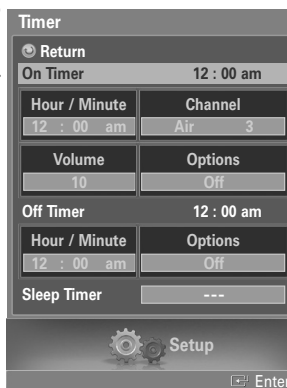 Timer
Return
On Timer 12 : 00 am
Hour / Minute Channel
12 : 00 am Air 3
Volume Options
10 Off
Off Timer 12 : 00 am
Hour / Minute Options
12 : 00 am Off
Sleep Timer ---
Setup
Enter